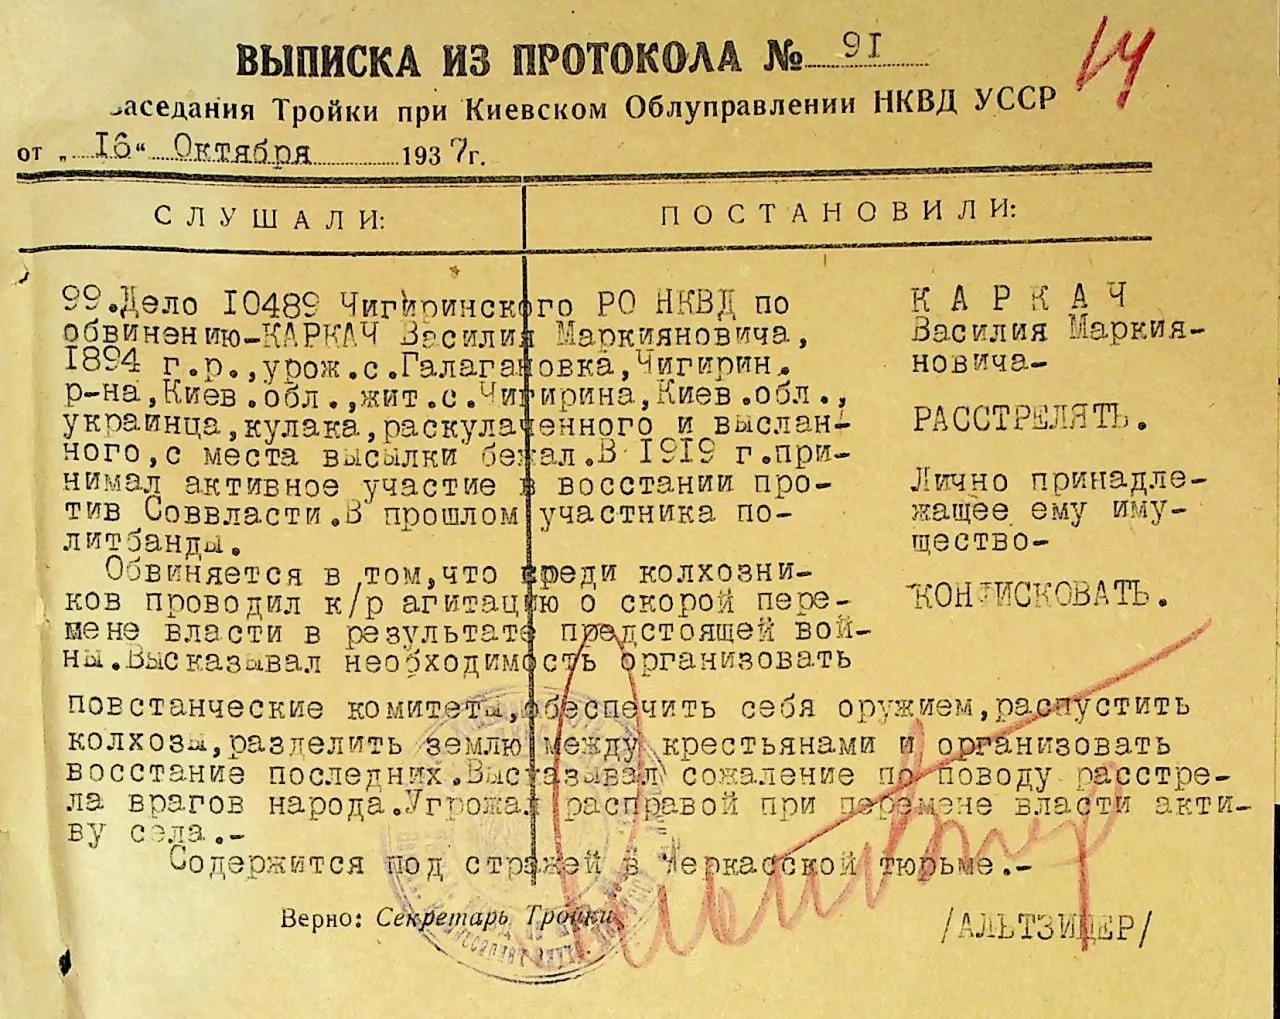 14
ВЫПИСКА ИЗ ПРОТОКОЛА № 91
заседания Тройки при Киевском Облуправлении НКВД УССР
от „16“ Октября 1937г.
СЛУШАЛИ:
99.Дело 10489 Чигиринского РО НКВД по
обвинению-КАРКАЧ Василия Маркияновича,
1894 г.р.,урож.с.Галагановка,Чигирин.
р-на,Киев.обл.,жит.с.Чигирина,Киев.обл.,
украинца,кулака,раскулаченного и выслан-
ного,с места высылки бежал.В 1919 г.при-
нимал активное участие в восстании про-
тив Соввласти.В прошлом участника по-
литбанды.
Обвиняется в том,что среди колхозни-
ков проводил к/р агитацию о скорой пере-
мене власти в результате предстоящей вой-
ны.Высказывал необходимость организовать
повстанческие комитеты,обеспечить себя оружием,распустить
колхозы,разделить землю между крестьянами и организовать
восстание последних.Высказывал сожаление по поводу расстре-
ла врагов народа.Угрожал расправой при перемене власти акти-
ву села.-
Содержится под стражей в Черкасской тюрьме.-
ПОСТАНОВИЛИ:
КАРКАЧ
Василия Маркия-
новича-
РАССТРЕЛЯТЬ.
Лично принадле-
жащее ему иму-
щество-
КОНФИСКОВАТЬ.
Верно: Секретарь Тройки
/АЛЬТЗИЦЕР/